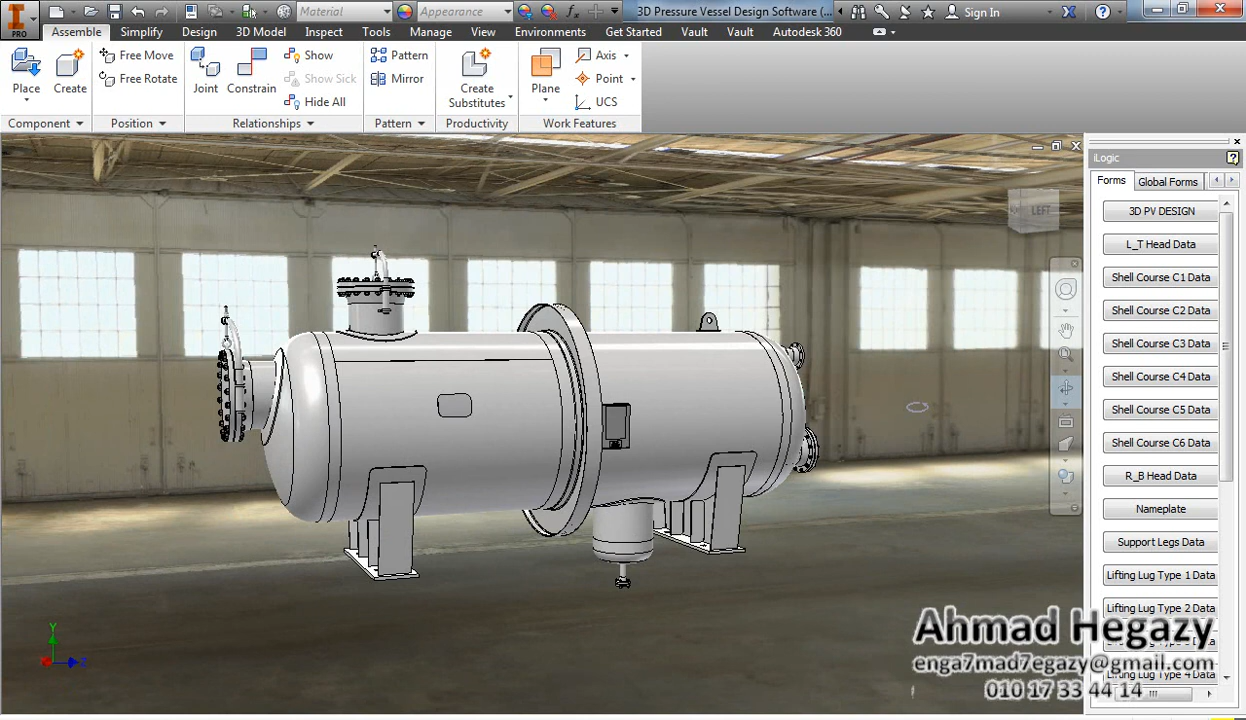 Material
Appearance
3D Pressure Vessel Design Software (...
Sign In
PRO
Assemble Simplify Design 3D Model Inspect Tools Manage View Environments Get Started Vault Vault Autodesk 360
Place
Create
Free Move
Free Rotate
Joint
Constrain
Show
Show Sick
Hide All
Pattern
Mirror
Create
Substitutes
Plane
Axis
Point
UCS
Component
Position
Relationships
Pattern
Productivity
Work Features
LEFT
Y
Z
iLogic
Forms Global Forms
3D PV DESIGN
L_T Head Data
Shell Course C1 Data
Shell Course C2 Data
Shell Course C3 Data
Shell Course C4 Data
Shell Course C5 Data
Shell Course C6 Data
R_B Head Data
Nameplate
Support Legs Data
Lifting Lug Type 1 Data
Lifting Lug Type 2 Data
Lifting Lug Type 4 Data
Ahmad Hegazy
enga7mad7egazy@gmail.com
010 17 33 44 14